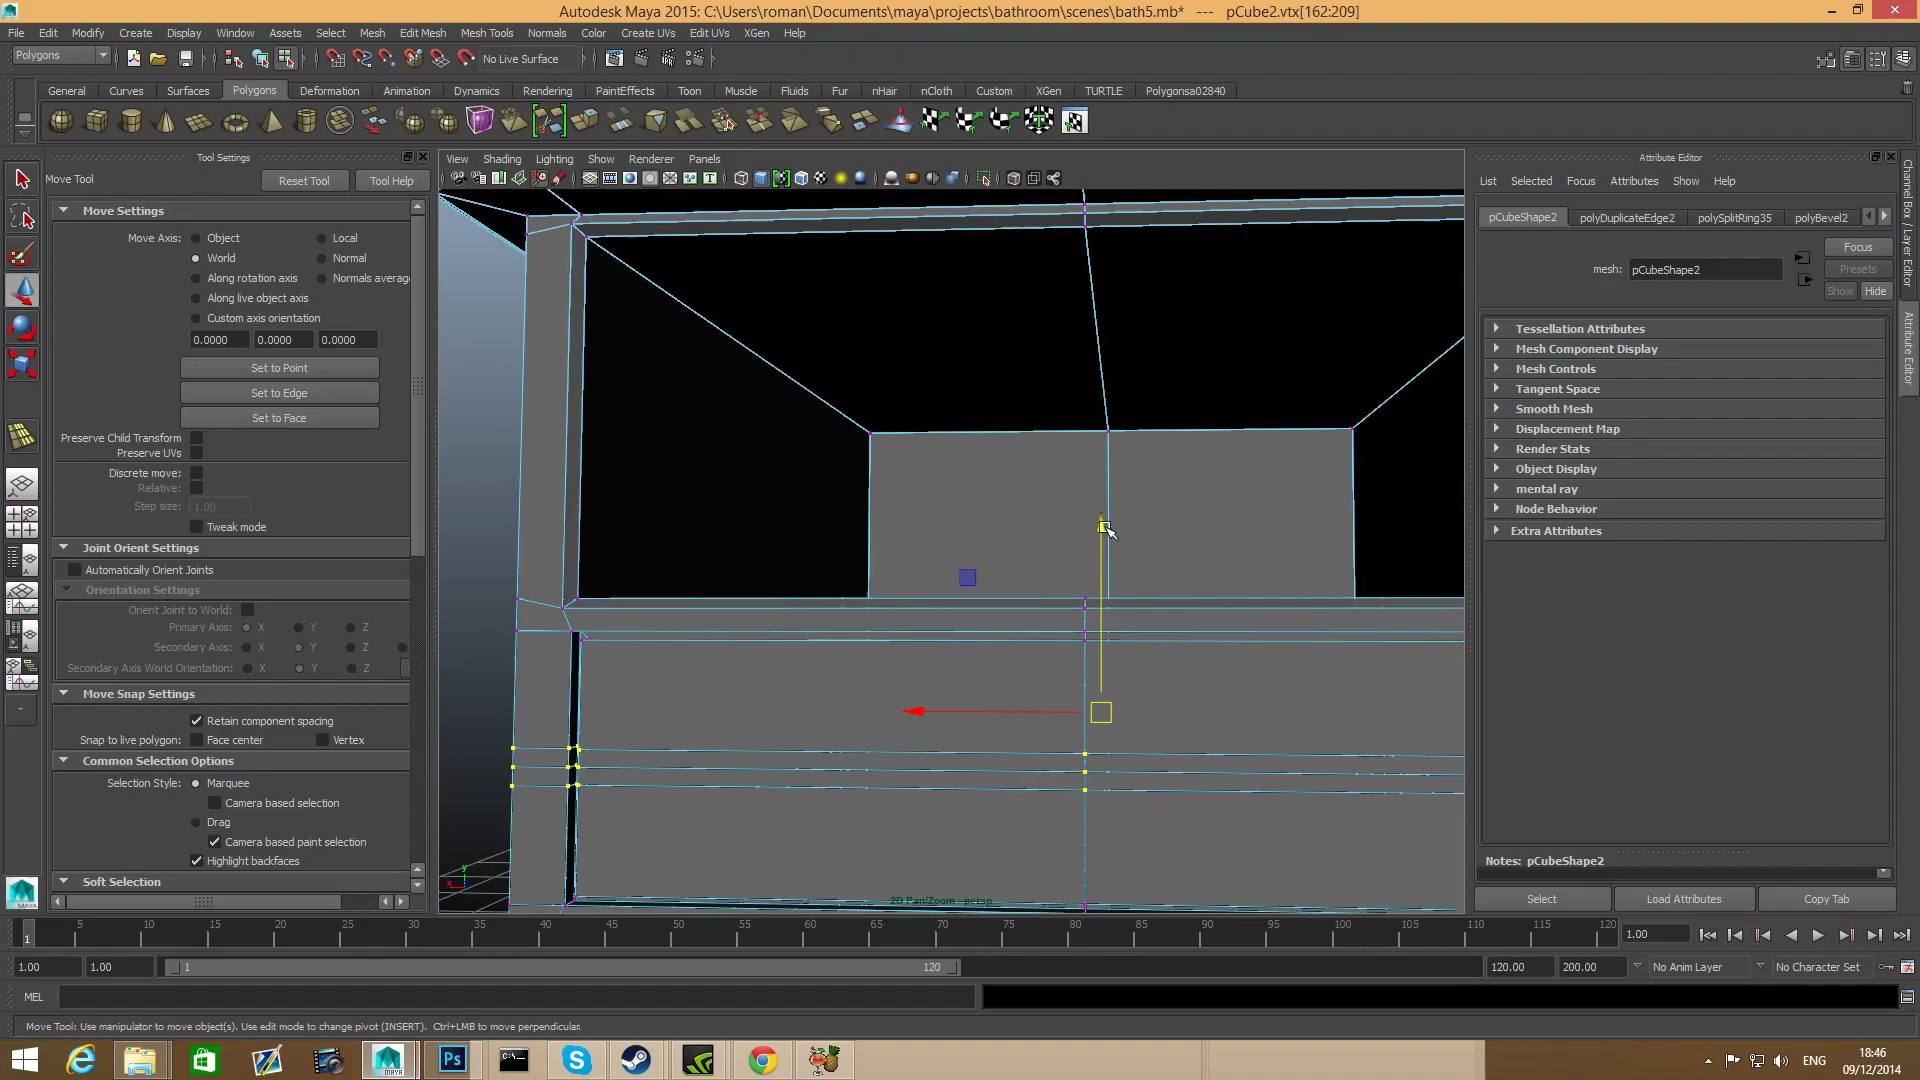 Autodesk Maya 2015: C:\Users\roman\Documents\maya\projects\bathroom\scenes\bath5.mb*   ---   pCube2.vtx[162:209]
File Edit Modify Create Display Window Assets Select Mesh Edit Mesh Mesh Tools Normals Color Create UVs Edit UVs XGen Help
Polygons No Live Surface
General Curves Surfaces Polygons Deformation Animation Dynamics Rendering PaintEffects Toon Muscle Fluids Fur nHair nCloth Custom XGen TURTLE Polygonsa02840
Tool Settings
Move Tool Reset Tool Tool Help
Move Settings
Move Axis: Object Local
World Normal
Along rotation axis Normals average
Along live object axis
Custom axis orientation
0.0000 0.0000 0.0000
Set to Point
Set to Edge
Set to Face
Preserve Child Transform
Preserve UVs
Discrete move:
Relative:
Step size: 1.00
Tweak mode
Joint Orient Settings
Automatically Orient Joints
Orientation Settings
Orient Joint to World:
Primary Axis: X Y Z
Secondary Axis: X Y Z
Secondary Axis World Orientation: X Y Z
Move Snap Settings
Retain component spacing
Snap to live polygon: Face center Vertex
Common Selection Options
Selection Style: Marquee
Camera based selection
Drag
Camera based paint selection
Highlight backfaces
Soft Selection
View Shading Lighting Show Renderer Panels
2D Pan/Zoom : persp
y
x
Attribute Editor
List Selected Focus Attributes Show Help
pCubeShape2 polyDuplicateEdge2 polySplitRing35 polyBevel2
Focus
mesh: pCubeShape2 Presets
Show Hide
Tessellation Attributes
Mesh Component Display
Mesh Controls
Tangent Space
Smooth Mesh
Displacement Map
Render Stats
Object Display
mental ray
Node Behavior
Extra Attributes
Notes: pCubeShape2
Select Load Attributes Copy Tab
Channel Box / Layer Editor
Attribute Editor
1 5 10 15 20 25 30 35 40 45 50 55 60 65 70 75 80 85 90 95 100 105 110 115 120 1.00
1.00 1.00 1 120 120.00 200.00 No Anim Layer No Character Set
MEL
Move Tool: Use manipulator to move object(s). Use edit mode to change pivot (INSERT). Ctrl+LMB to move perpendicular.
MAYA Ps C:\ ENG 18:46
09/12/2014